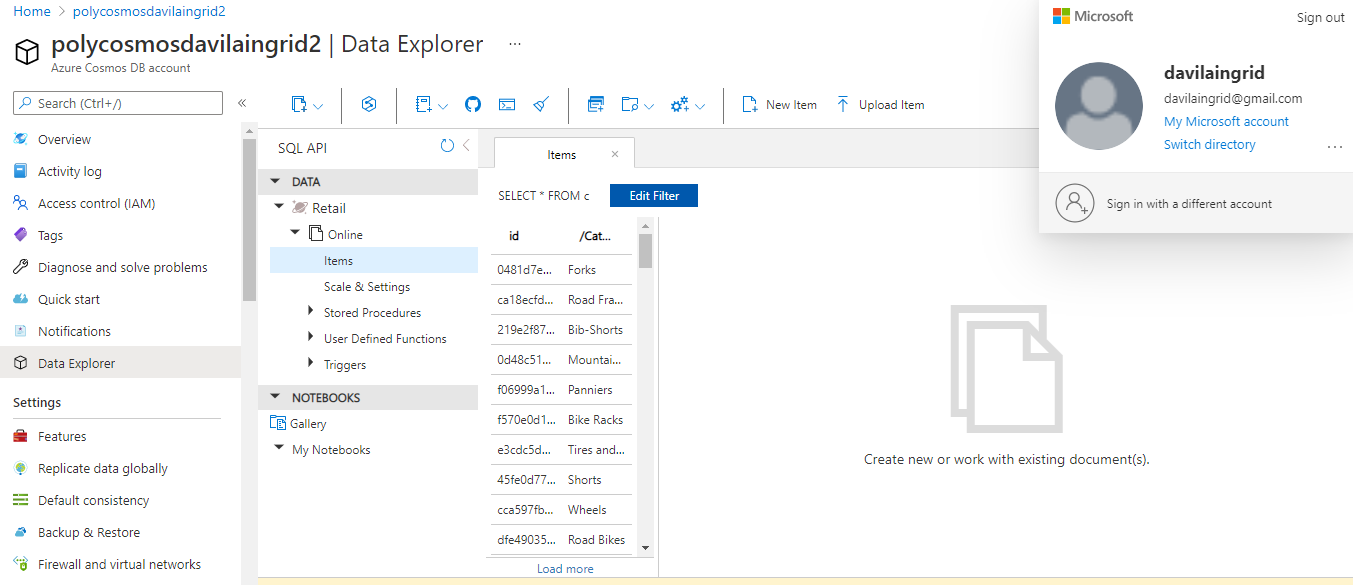 Home > polycosmosdavilaingrid2
polycosmosdavilaingrid2 | Data Explorer ...
Azure Cosmos DB account
Search (Ctrl+/)
«
Overview
Activity log
Access control (IAM)
Tags
Diagnose and solve problems
Quick start
Notifications
Data Explorer
Settings
Features
Replicate data globally
Default consistency
Backup & Restore
Firewall and virtual networks
New Item
Upload Item
SQL API
DATA
Retail
Online
Items
Scale & Settings
Stored Procedures
User Defined Functions
Triggers
NOTEBOOKS
Gallery
My Notebooks
Items ×
SELECT * FROM c Edit Filter
id /Cat...
0481d7e... Forks
ca18ecfd... Road Fra...
219e2f87... Bib-Shorts
0d48c51... Mountai...
f06999a1... Panniers
f570e0d1... Bike Racks
e3cdc5d... Tires and...
45fe0d77... Shorts
cca597fb... Wheels
dfe49035... Road Bikes
Load more
Create new or work with existing document(s).
Microsoft Sign out
davilaingrid
davilaingrid@gmail.com
My Microsoft account
Switch directory
...
Sign in with a different account